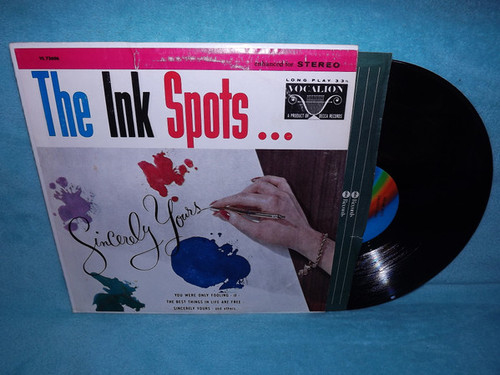 enhanced for STEREO
The Ink Spots...
LONG PLAY 33⅓
VOCALION
A PRODUCT OF DECCA RECORDS
Sincerely Yours
YOU WERE ONLY FOOLING - if -
THE BEST THINGS IN LIFE ARE FREE
SINCERELY YOURS - and others